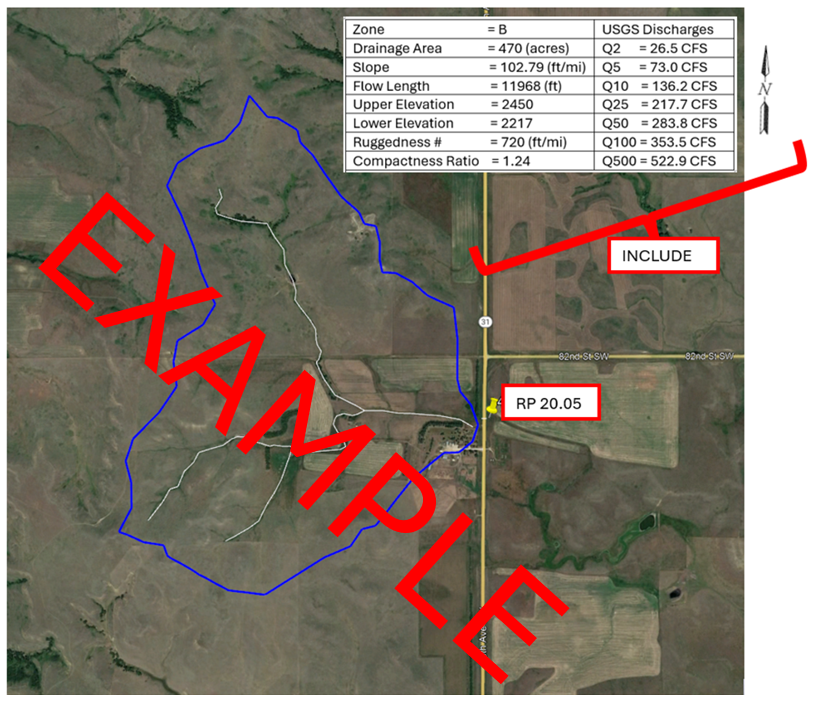 Zone = B USGS Discharges
Drainage Area = 470 (acres) Q2 = 26.5 CFS
Slope = 102.79 (ft/mi) Q5 = 73.0 CFS
Flow Length = 11968 (ft) Q10 = 136.2 CFS
Upper Elevation = 2450 Q25 = 217.7 CFS
Lower Elevation = 2217 Q50 = 283.8 CFS
Ruggedness # = 720 (ft/mi) Q100 = 353.5 CFS
Compactness Ratio = 1.24 Q500 = 522.9 CFS
N
INCLUDE
31
82nd St SW 82nd St SW
RP 20.05
EXAMPLE